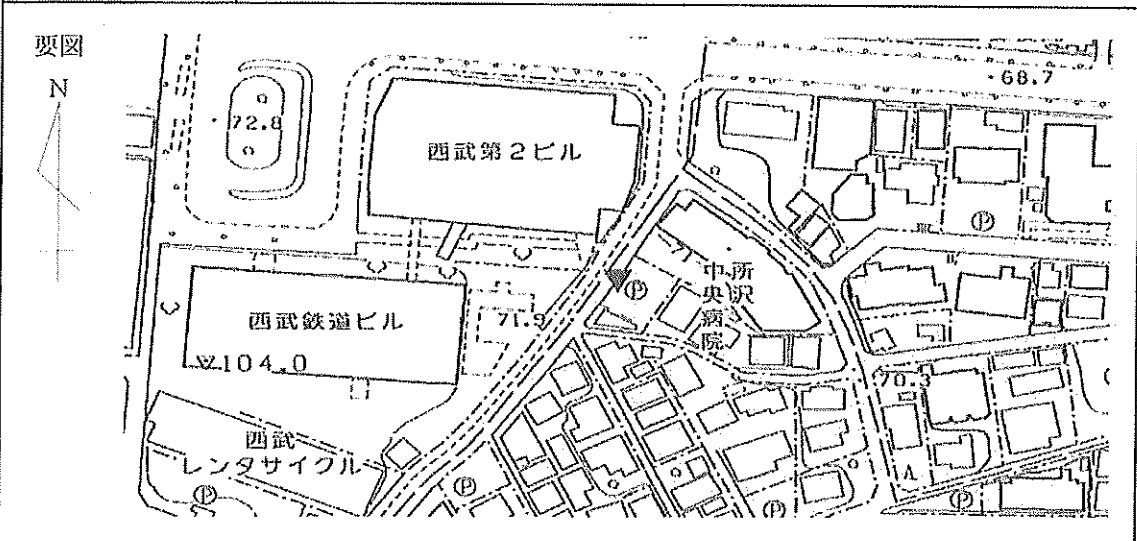 要図
N
・68.7
・72.8
西武第2ビル
Ⓟ
中央病院
所沢
Ⓟ
西武鉄道ビル
71.9
104.0
70.3
西武
レンタサイクル
Ⓟ
Ⓟ
Ⓟ
Ⓟ